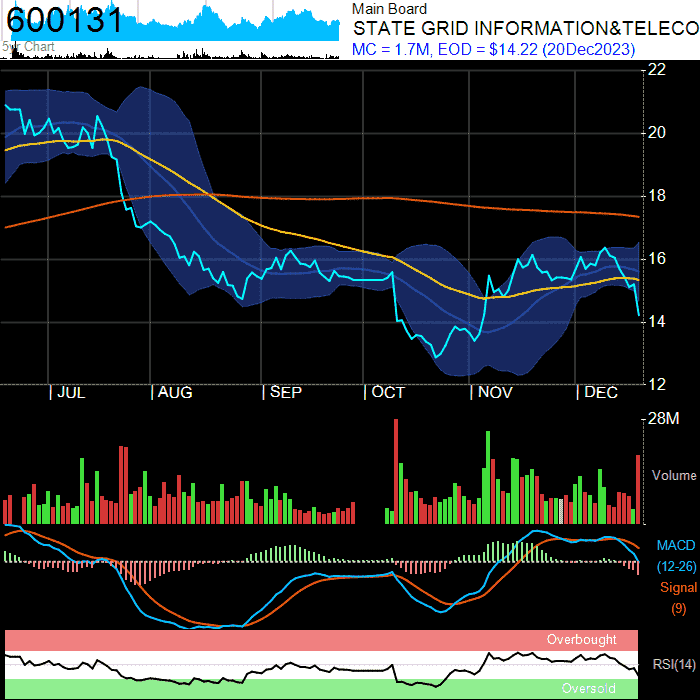 600131
5yr Chart
Main Board
STATE GRID INFORMATION&TELECO
MC = 1.7M, EOD = $14.22 (20Dec2023)
22
20
18
16
14
12
| JUL | AUG | SEP | OCT | NOV | DEC
28M
Volume
MACD
(12-26)
Signal
(9)
Overbought
RSI(14)
Oversold